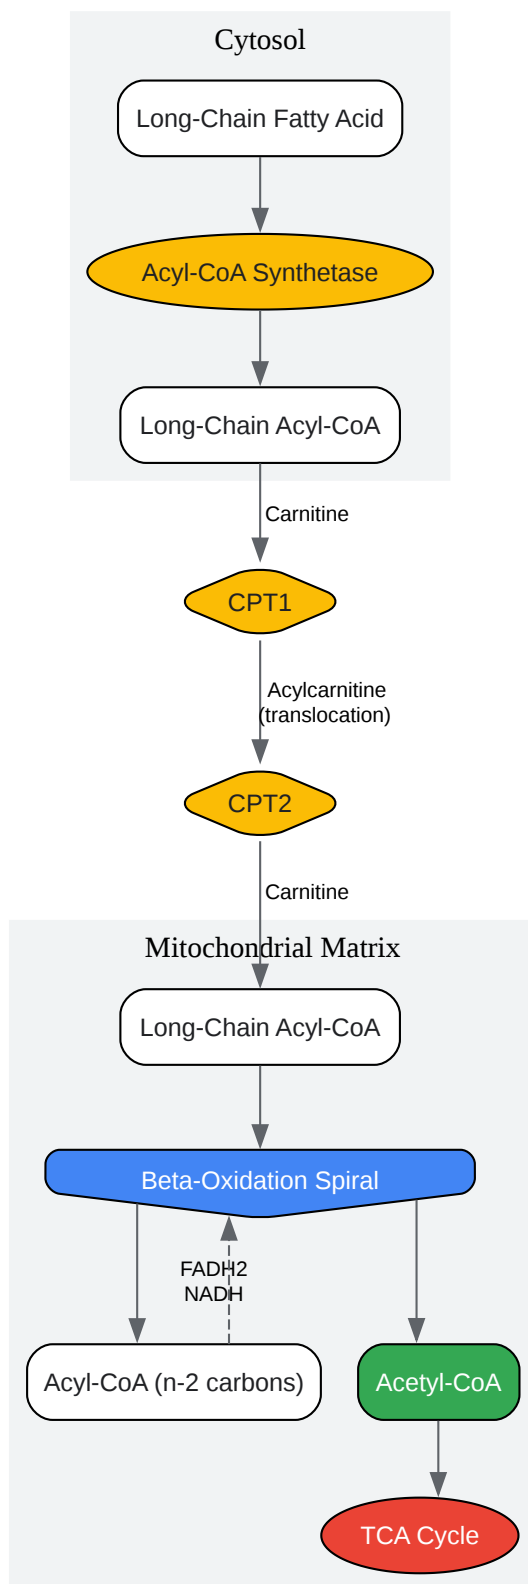 Cytosol
Long-Chain Fatty Acid
Acyl-CoA Synthetase
Long-Chain Acyl-CoA
Carnitine
CPT1
Acylcarnitine
(translocation)
CPT2
Carnitine
Mitochondrial Matrix
Long-Chain Acyl-CoA
Beta-Oxidation Spiral
FADH2
NADH
Acyl-CoA (n-2 carbons)
Acetyl-CoA
TCA Cycle